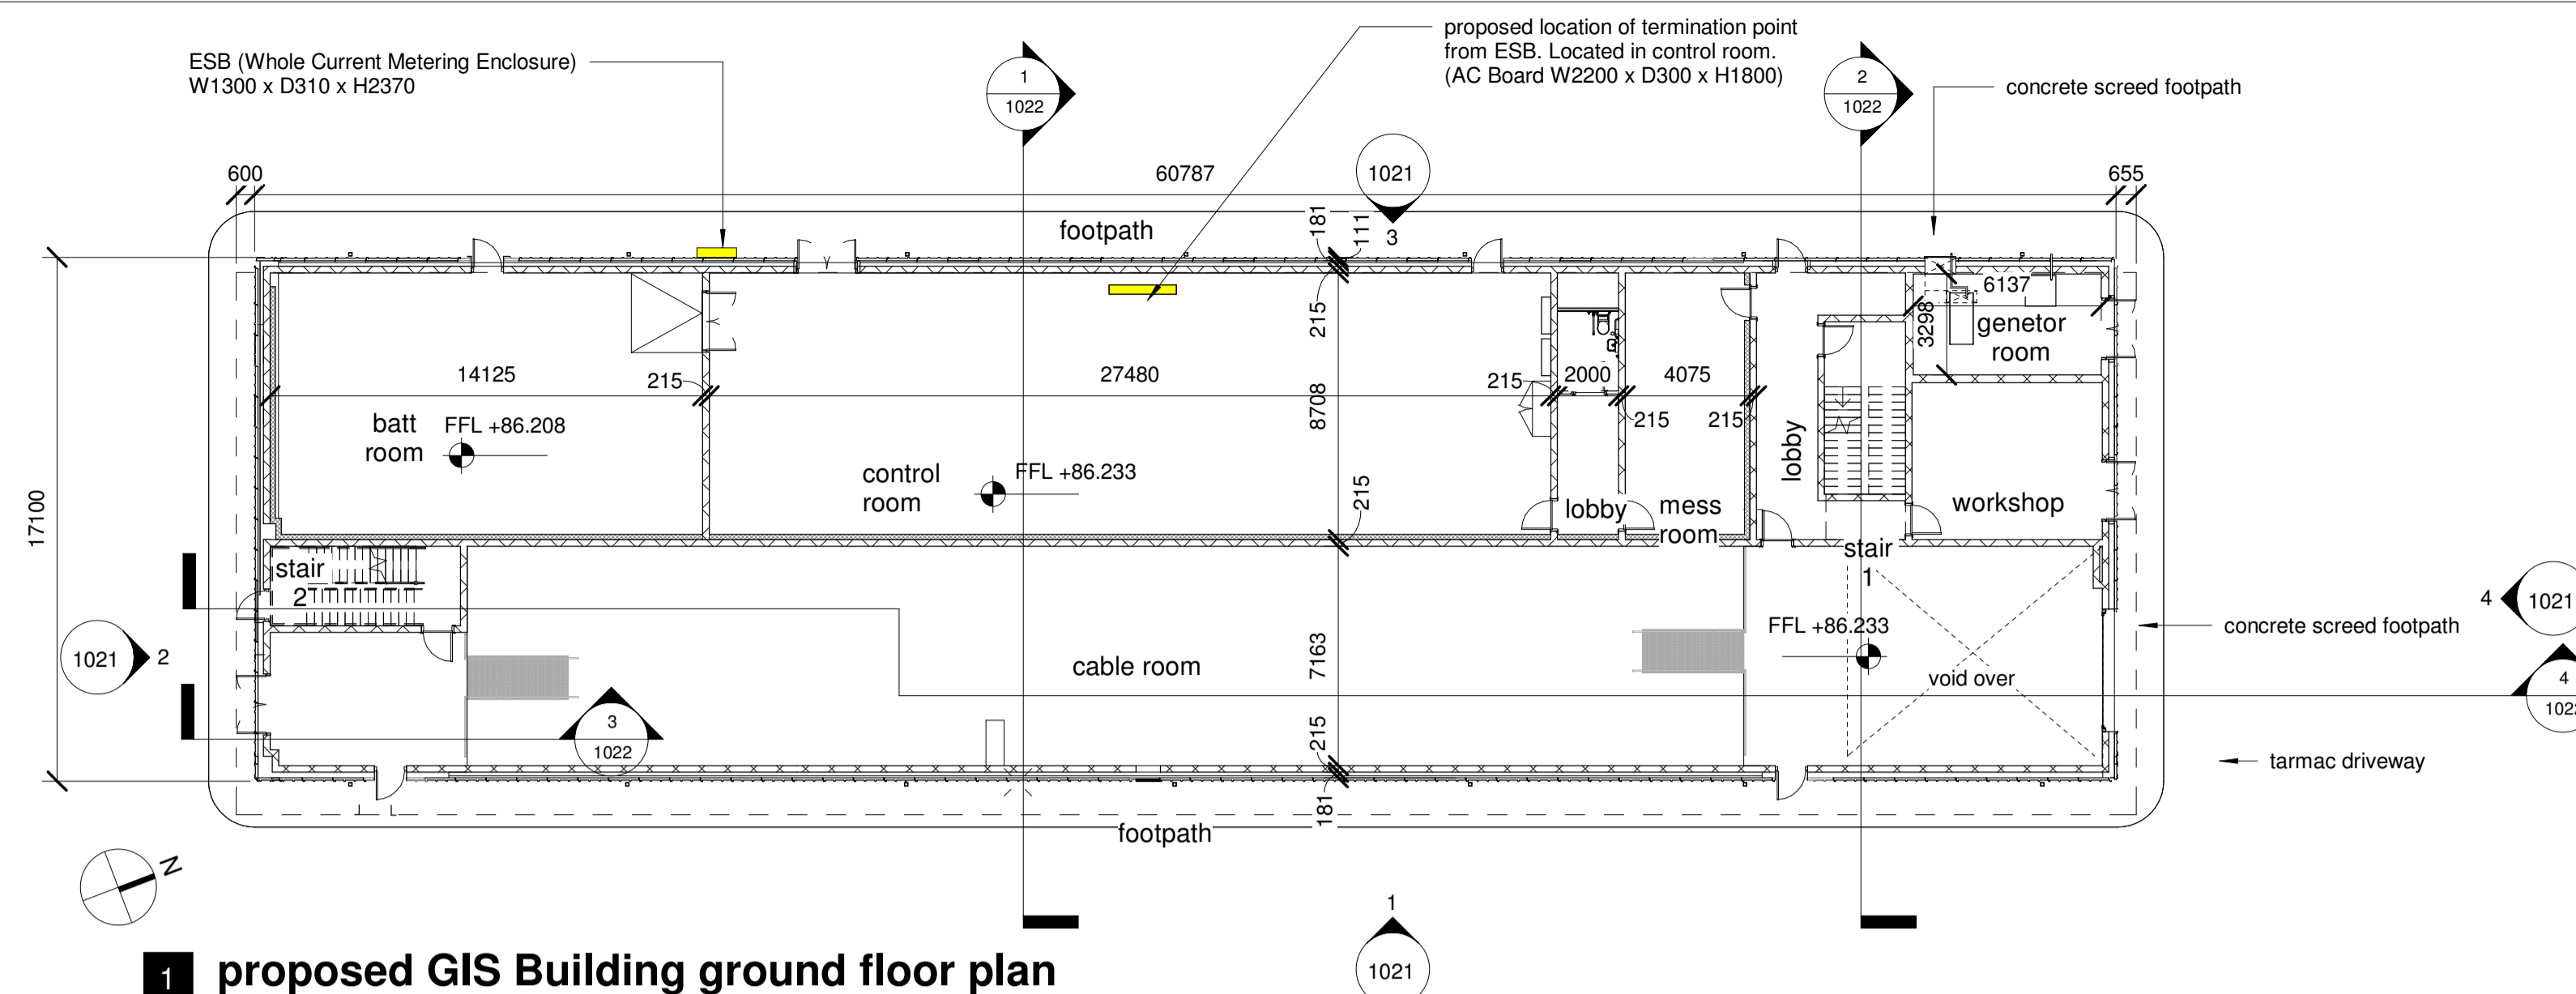 proposed location of termination point
from ESB. Located in control room.
(AC Board W2200 x D300 x H1800)
ESB (Whole Current Metering Enclosure)
W1300 x D310 x H2370
1
1022
2
1022
concrete screed footpath
600
60787
1021
3
655
footpath
181
111
215
6137
3298
genetor
room
14125
215
27480
8708
215
2000
4075
215
215
batt
room
FFL +86.208
control
room
FFL +86.233
215
lobby
mess
room
lobby
workshop
17100
stair
2
stair
1
4
1021
1021
2
cable room
7163
FFL +86.233
void over
concrete screed footpath
4
3
1022
215
181
tarmac driveway
footpath
N
1
1021
1
proposed GIS Building ground floor plan